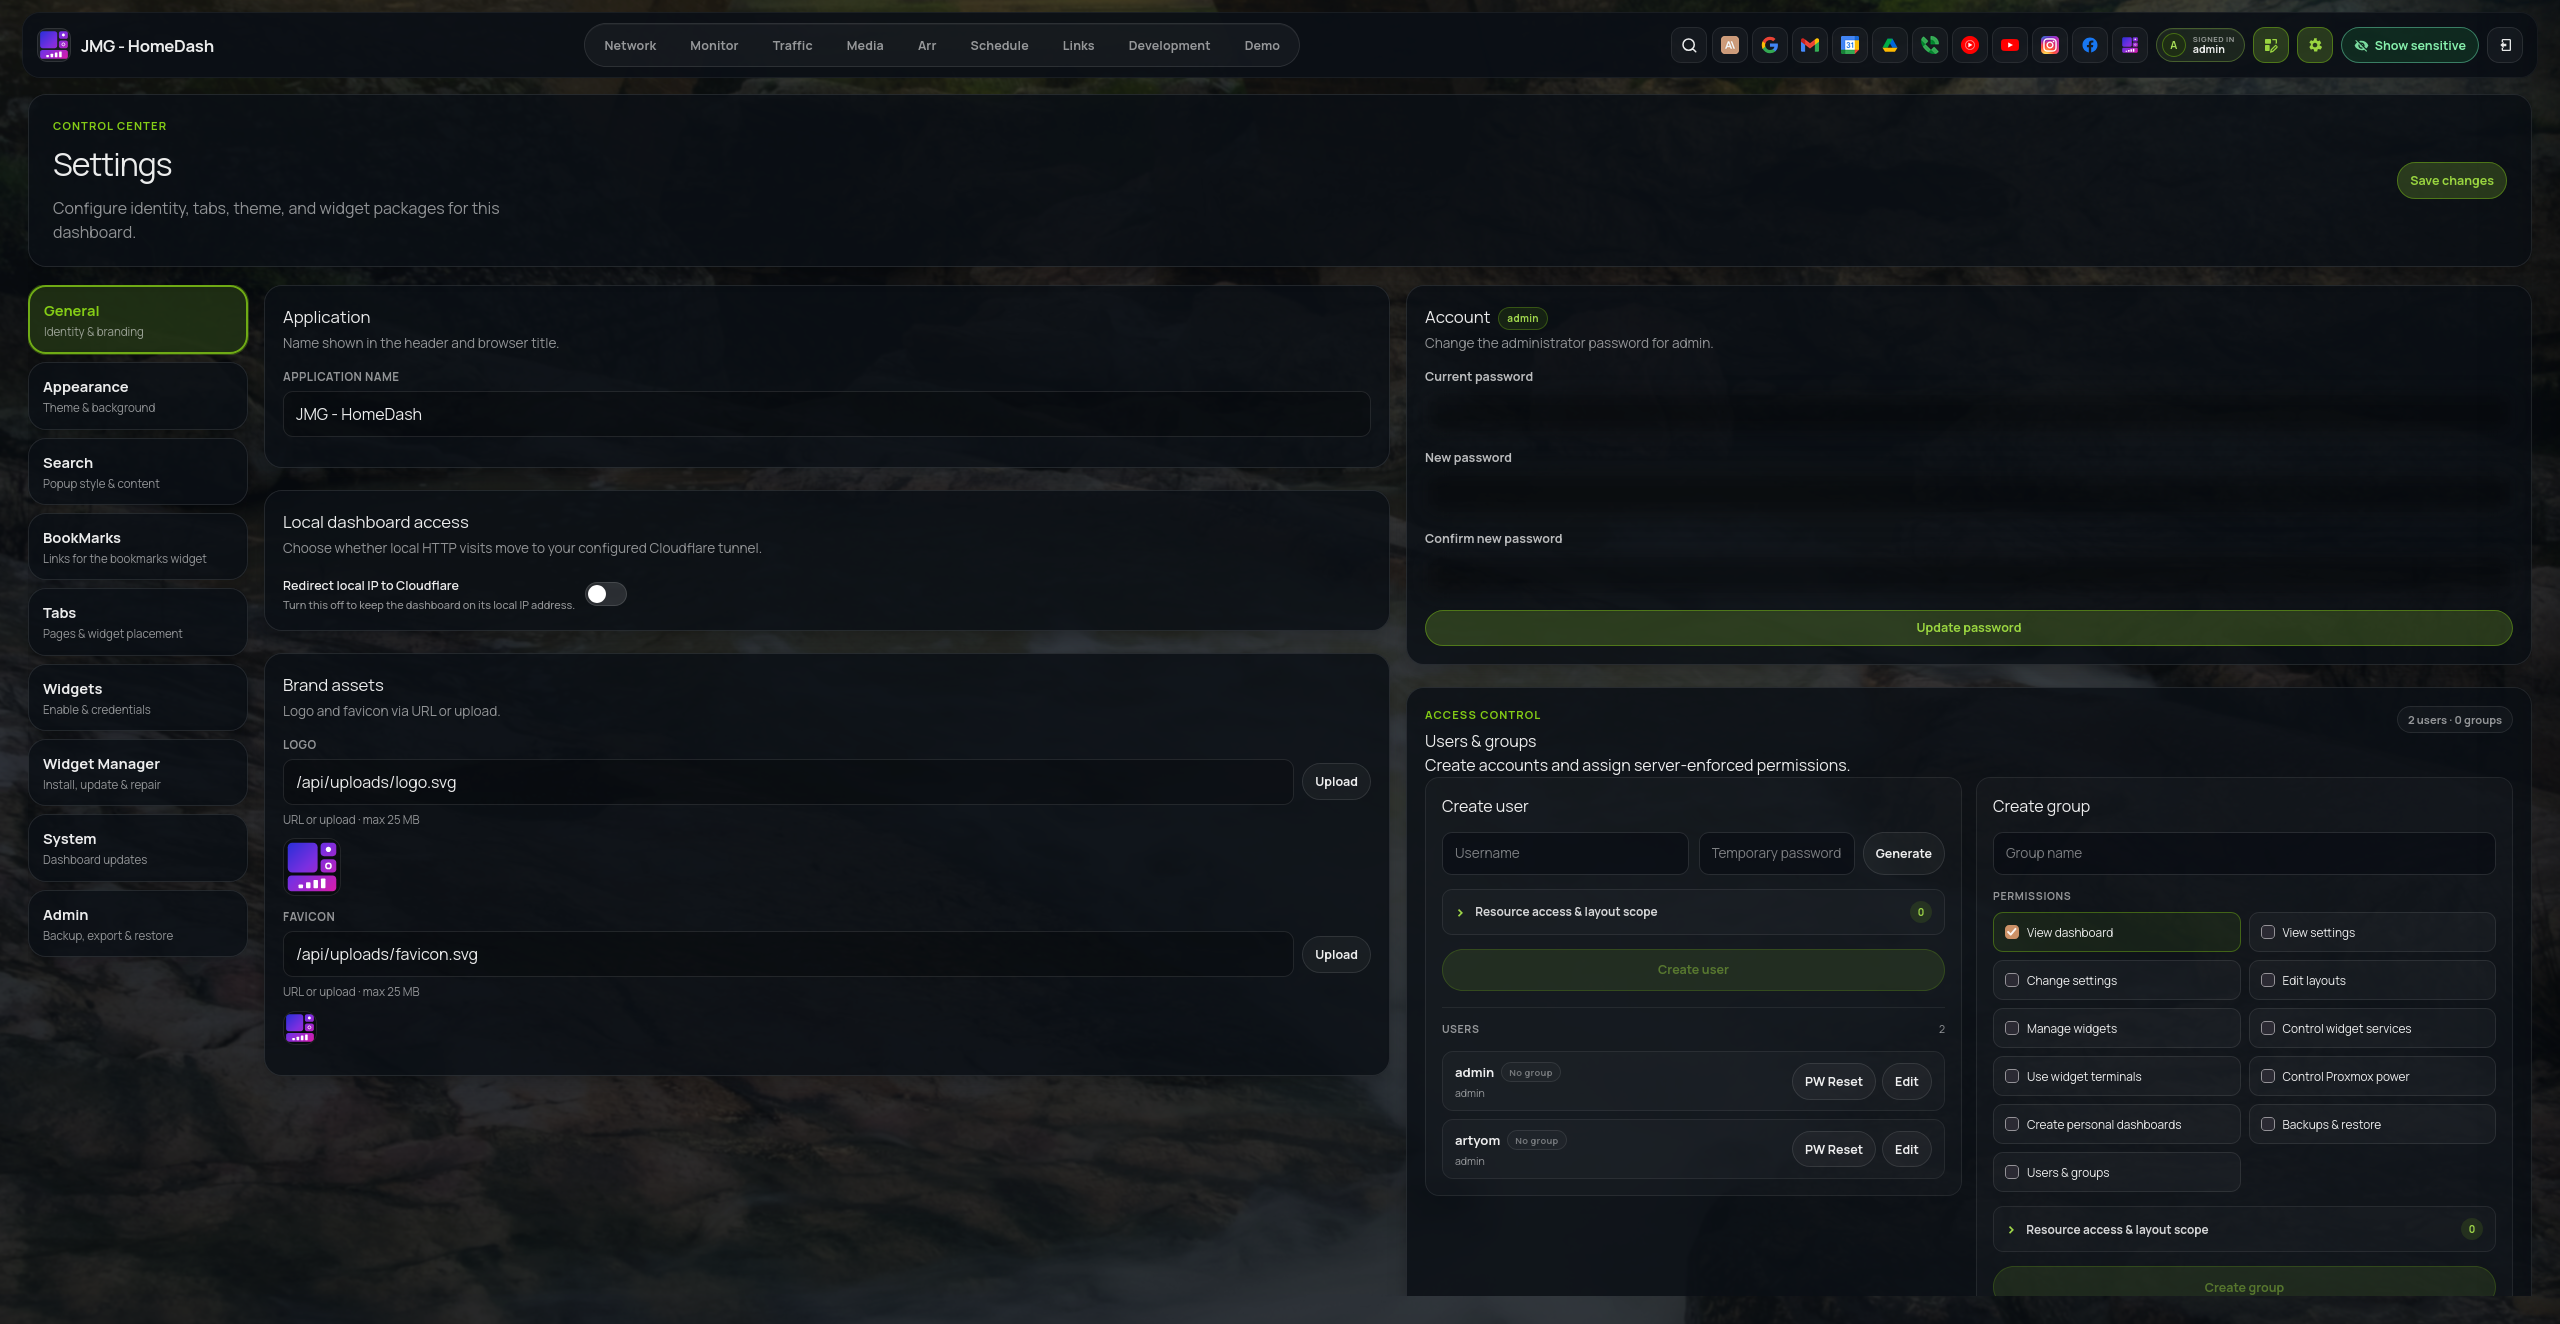 JMG - HomeDash
Network Monitor Traffic Media Arr Schedule Links Development Demo
31
A
SIGNED IN
admin
Show sensitive
CONTROL CENTER
Settings
Configure identity, tabs, theme, and widget packages for this
dashboard.
Save changes
General
Identity & branding
Appearance
Theme & background
Search
Popup style & content
BookMarks
Links for the bookmarks widget
Tabs
Pages & widget placement
Widgets
Enable & credentials
Widget Manager
Install, update & repair
System
Dashboard updates
Admin
Backup, export & restore
Application
Name shown in the header and browser title.
APPLICATION NAME
JMG - HomeDash
Local dashboard access
Choose whether local HTTP visits move to your configured Cloudflare tunnel.
Redirect local IP to Cloudflare
Turn this off to keep the dashboard on its local IP address.
Brand assets
Logo and favicon via URL or upload.
LOGO
/api/uploads/logo.svg
Upload
URL or upload · max 25 MB
FAVICON
/api/uploads/favicon.svg
Upload
URL or upload · max 25 MB
Account admin
Change the administrator password for admin.
Current password
New password
Confirm new password
Update password
ACCESS CONTROL
2 users · 0 groups
Users & groups
Create accounts and assign server-enforced permissions.
Create user
Username
Temporary password
Generate
Resource access & layout scope
0
Create user
USERS
2
admin No group
admin
PW Reset
Edit
artyom No group
admin
PW Reset
Edit
Create group
Group name
PERMISSIONS
View dashboard
View settings
Change settings
Edit layouts
Manage widgets
Control widget services
Use widget terminals
Control Proxmox power
Create personal dashboards
Backups & restore
Users & groups
Resource access & layout scope
0
Create group